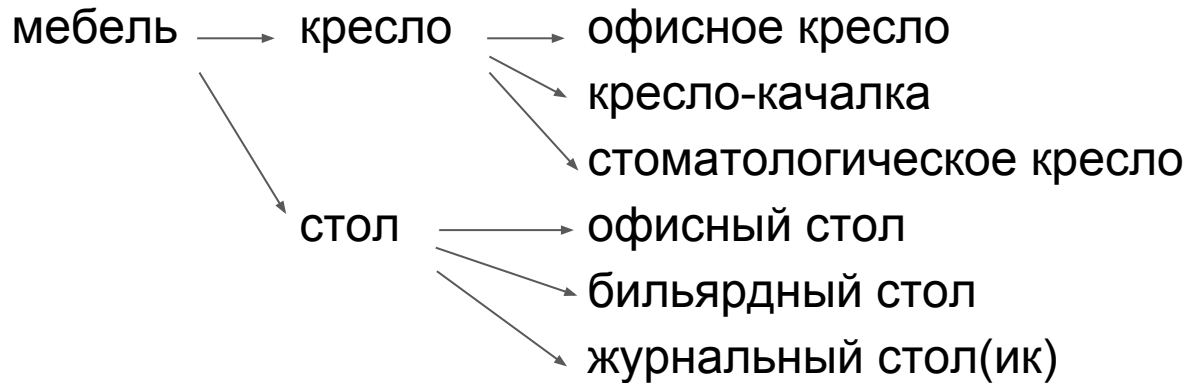 мебель кресло офисное кресло
кресло-качалка
стоматологическое кресло
стол офисный стол
бильярдный стол
журнальный стол(ик)